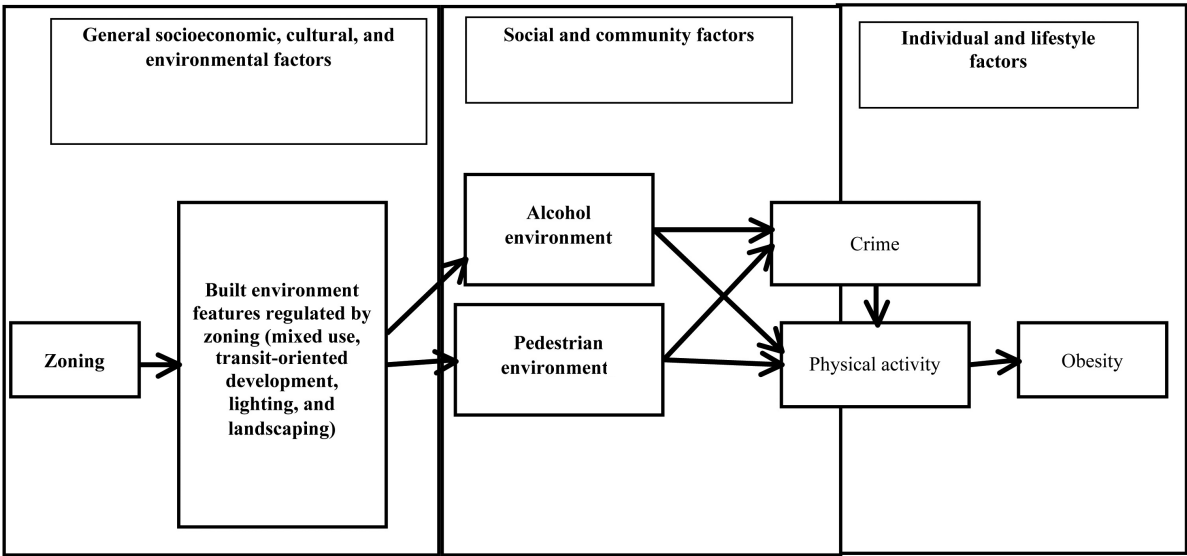 General socioeconomic, cultural, and
environmental factors
Social and community factors
Individual and lifestyle
factors
Zoning
Built environment
features regulated by
zoning (mixed use,
transit-oriented
development,
lighting, and
landscaping)
Alcohol
environment
Pedestrian
environment
Crime
Physical activity
Obesity